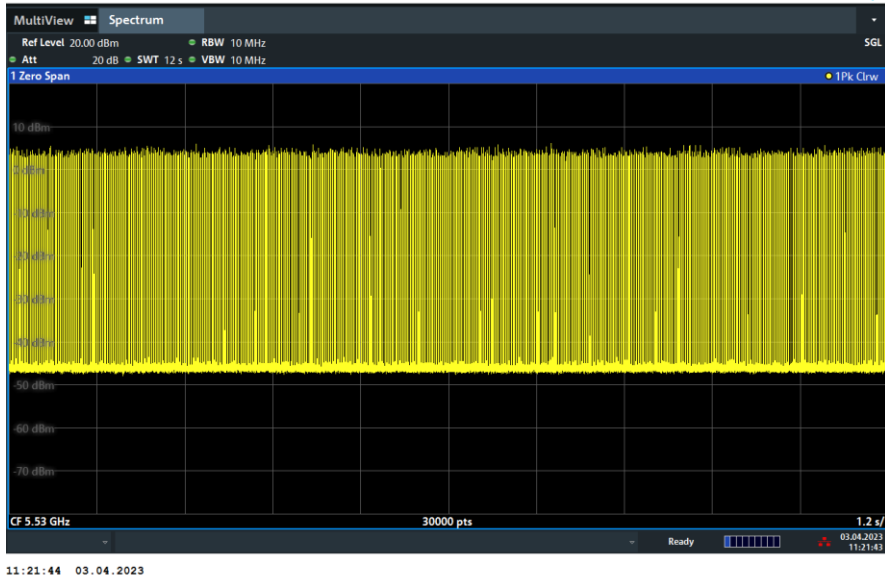 MultiView Spectrum
Ref Level 20.00 dBm RBW 10 MHz SGL
Att 20 dB SWT 12 s VBW 10 MHz
1 Zero Span 1Pk Clrw
10 dBm
0 dBm
-10 dBm
-20 dBm
-30 dBm
-40 dBm
-50 dBm
-60 dBm
-70 dBm
CF 5.53 GHz 30000 pts 1.2 s/
Ready 03.04.2023
11:21:43
11:21:44 03.04.2023